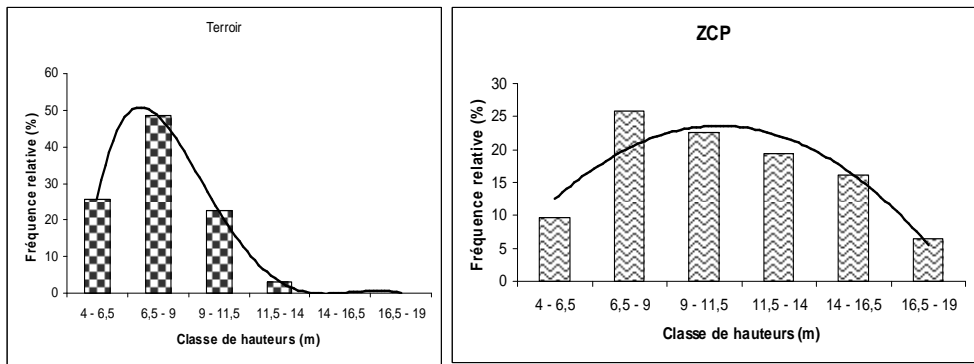 Terroir
60
50
40
30
20
10
0
Fréquence relative (%)
4 - 6,5 6,5 - 9 9 - 11,5 11,5 - 14 14 - 16,5 16,5 - 19
Classe de hauteurs (m)
ZCP
30
25
20
15
10
5
0
Fréquence relative (%)
4 - 6,5 6,5 - 9 9 - 11,5 11,5 - 14 14 - 16,5 16,5 - 19
Classe de hauteurs (m)